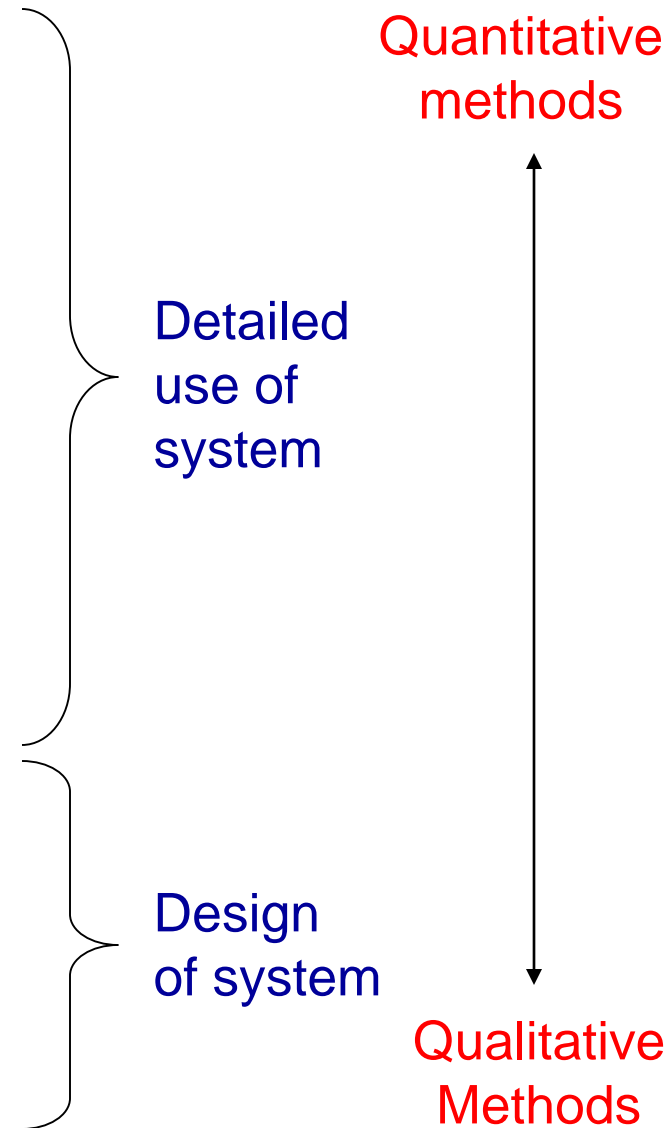 Quantitative
methods
Detailed
use of
system
Design
of system
Qualitative
Methods